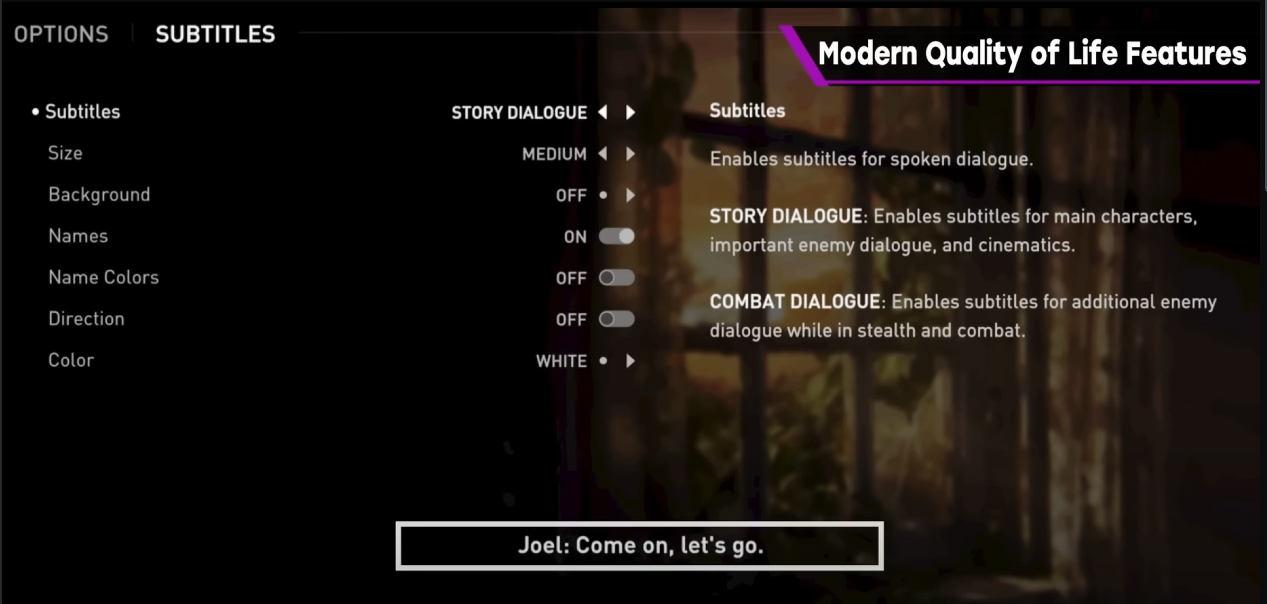 OPTIONS SUBTITLES
Modern Quality of Life Features
• Subtitles STORY DIALOGUE
Size MEDIUM
Background OFF
Names ON
Name Colors OFF
Direction OFF
Color WHITE
Subtitles
Enables subtitles for spoken dialogue.
STORY DIALOGUE: Enables subtitles for main characters,
important enemy dialogue, and cinematics.
COMBAT DIALOGUE: Enables subtitles for additional enemy
dialogue while in stealth and combat.
Joel: Come on, let's go.